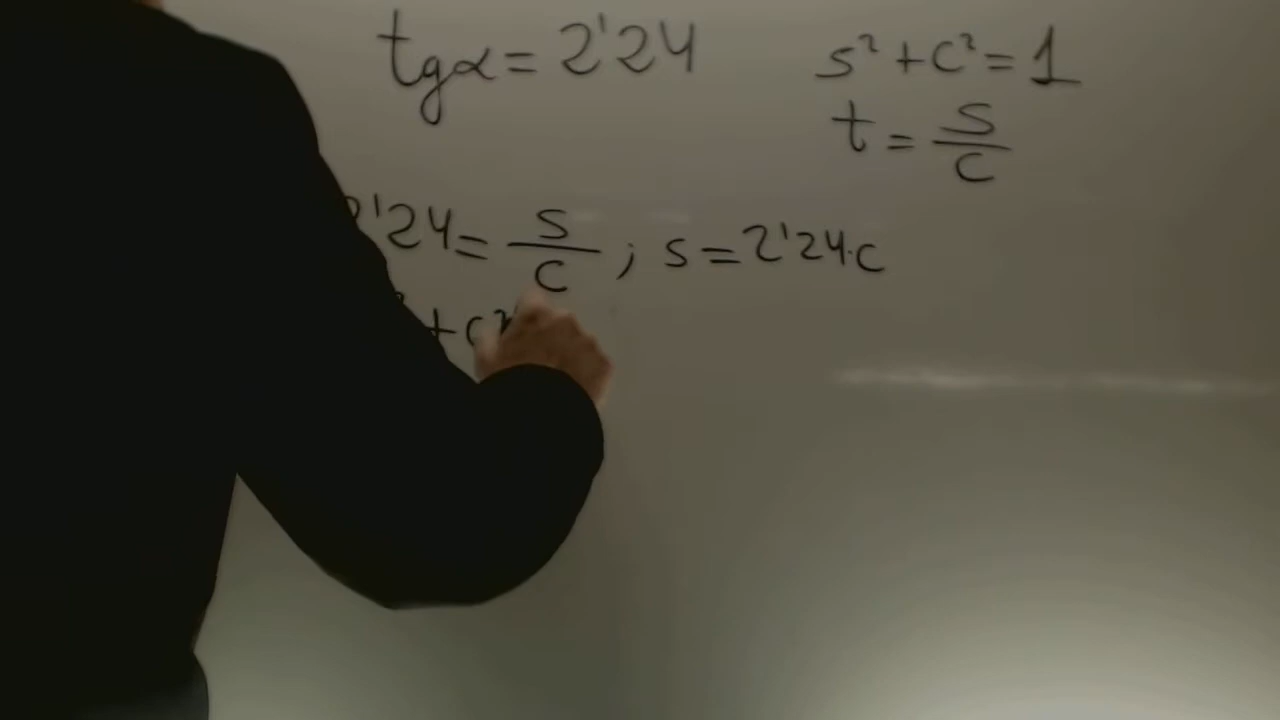 tgα = 2'24
s² + c² = 1
t = s/c
2'24 = s/c ; s = 2'24·c
+ c²